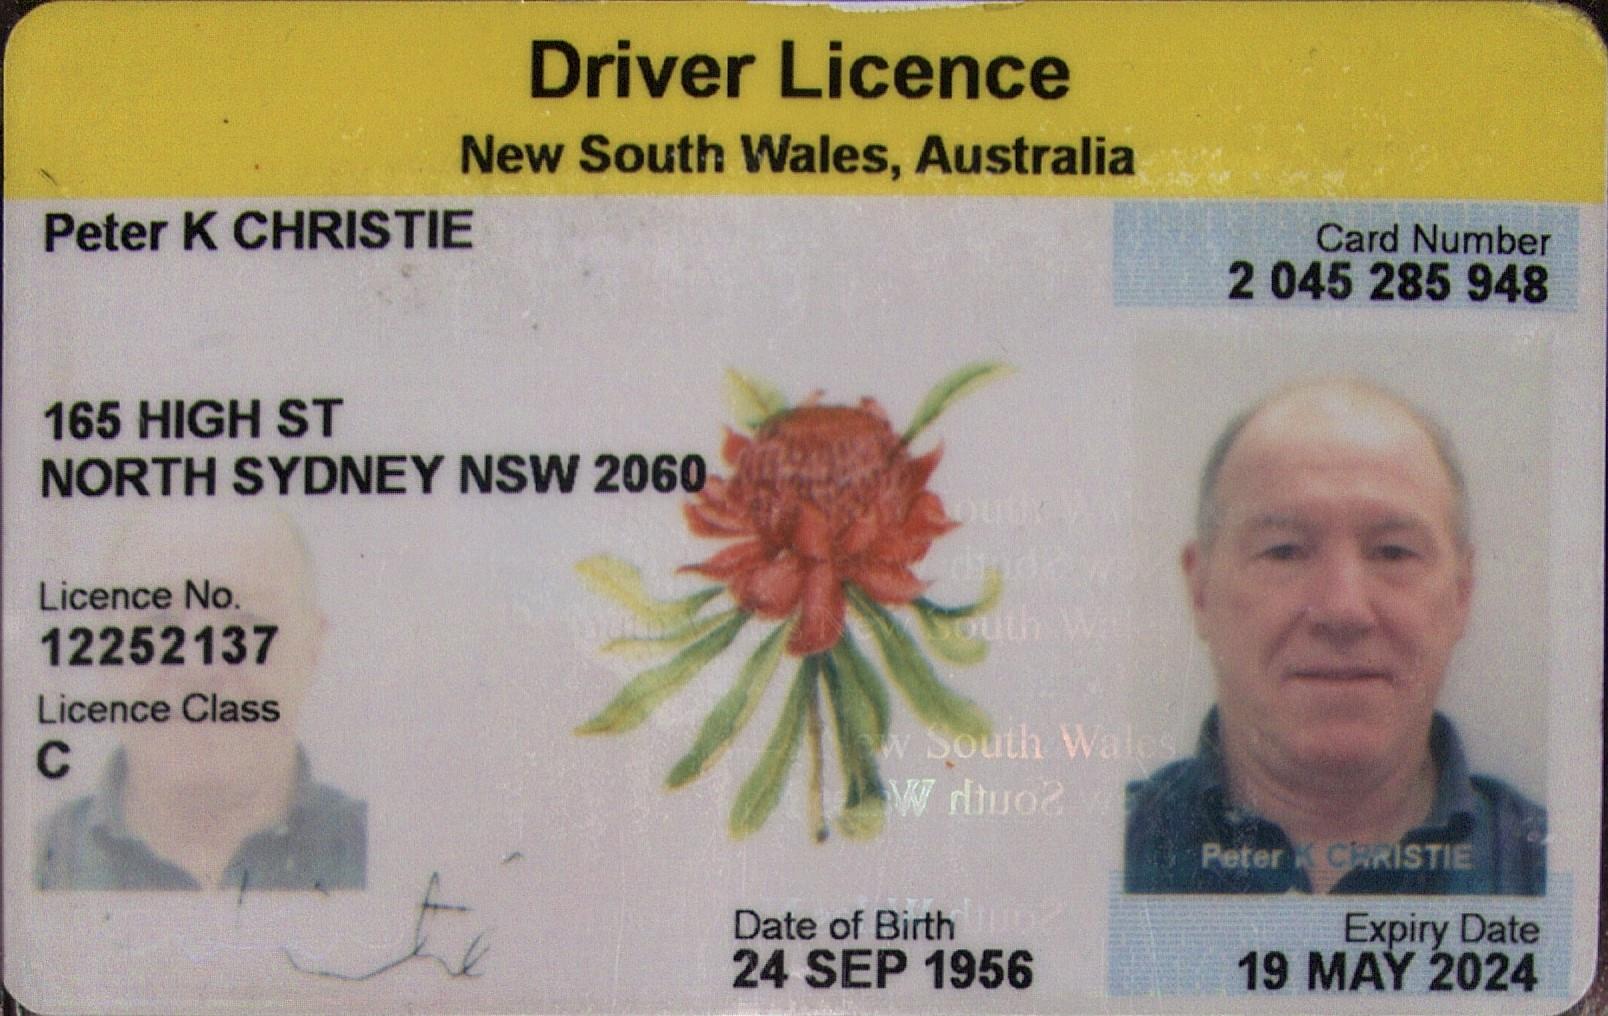 Driver Licence
New South Wales, Australia
Peter K CHRISTIE
Card Number
2 045 285 948
165 HIGH ST
NORTH SYDNEY NSW 2060
Licence No.
12252137
Licence Class
C
New South Wales
South
Peter K CHRISTIE
Date of Birth
24 SEP 1956
Expiry Date
19 MAY 2024